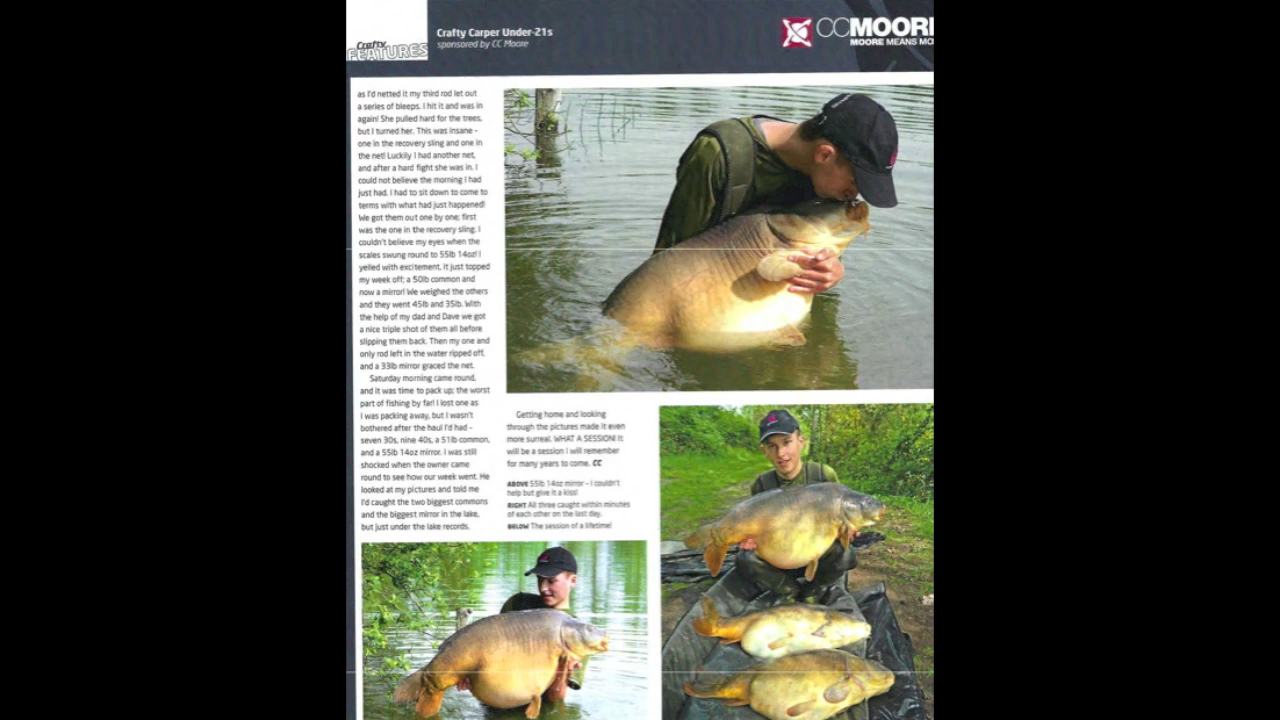 Crafty
FEATURES
Crafty Carper Under-21s
sponsored by CC Moore
CCMOOR
MOORE MEANS MO
as I'd netted it my third rod let out
a series of bleeps. I hit it and was in
again! She pulled hard for the trees,
but I turned her. This was insane -
one in the recovery sling and one in
the net! Luckily I had another net,
and after a hard fight she was in. I
could not believe the morning I had
just had. I had to sit down to come to
terms with what had just happened!
We got them out one by one; first
was the one in the recovery sling. I
couldn't believe my eyes when the
scales swung round to 55lb 14oz! I
yelled with excitement, it just topped
my week off; a 50lb common and
now a mirror! We weighed the others
and they went 45lb and 35lb. With
the help of my dad and Dave we got
a nice triple shot of them all before
slipping them back. Then my one and
only rod left in the water ripped off,
and a 33lb mirror graced the net.
Saturday morning came round,
and it was time to pack up; the worst
part of fishing by far! I lost one as
I was packing away, but I wasn't
bothered after the haul I'd had -
seven 30s, nine 40s, a 51lb common,
and a 55lb 14oz mirror. I was still
shocked when the owner came
round to see how our week went. He
looked at my pictures and told me
I'd caught the two biggest commons
and the biggest mirror in the lake,
but just under the lake records.
Getting home and looking
through the pictures made it even
more surreal. WHAT A SESSION! It
will be a session I will remember
for many years to come. CC
ABOVE 55lb 14oz mirror - I couldn't
help but give it a kiss!
RIGHT All three caught within minutes
of each other on the last day.
BELOW The session of a lifetime!